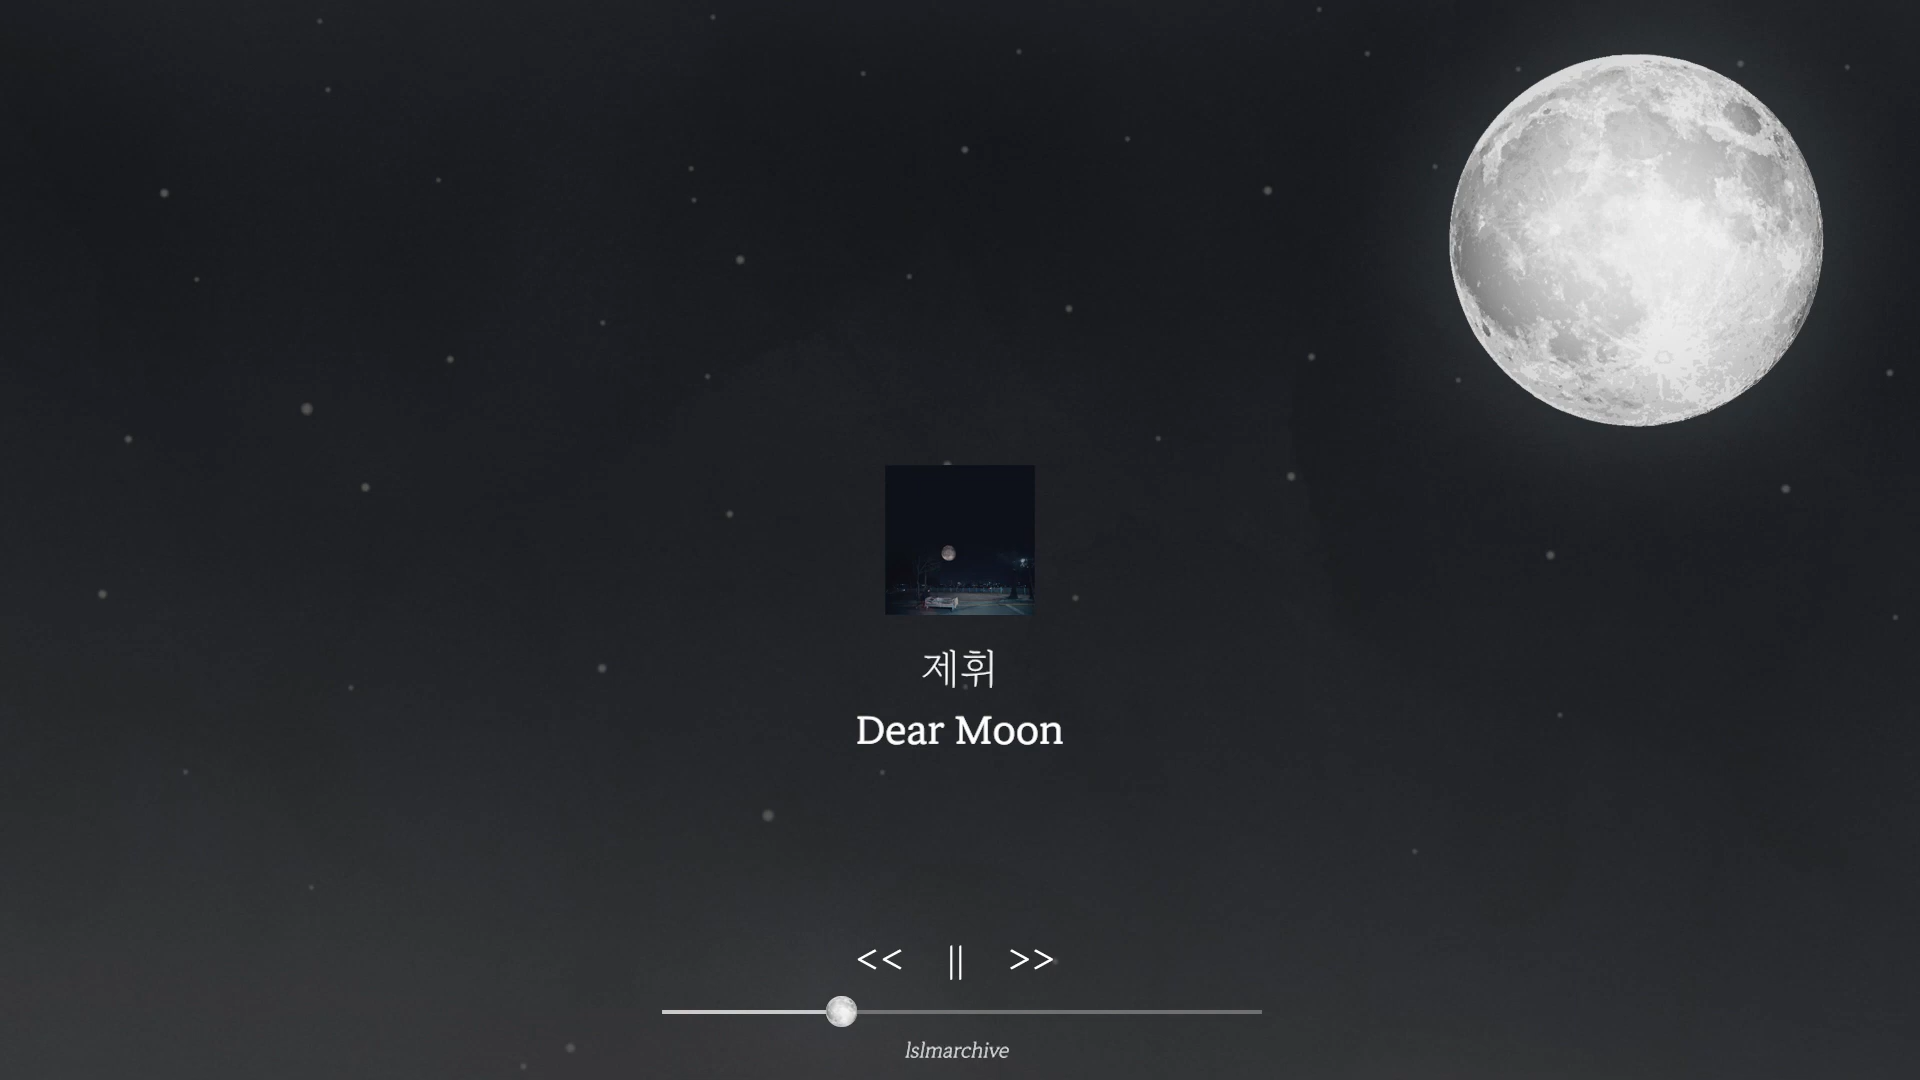 제휘
Dear Moon
<< || >>
lslmarchive